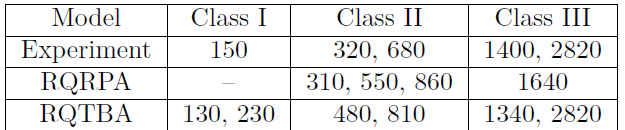 Model Class I Class II Class III
Experiment 150 320, 680 1400, 2820
RQRPA – 310, 550, 860 1640
RQTBA 130, 230 480, 810 1340, 2820